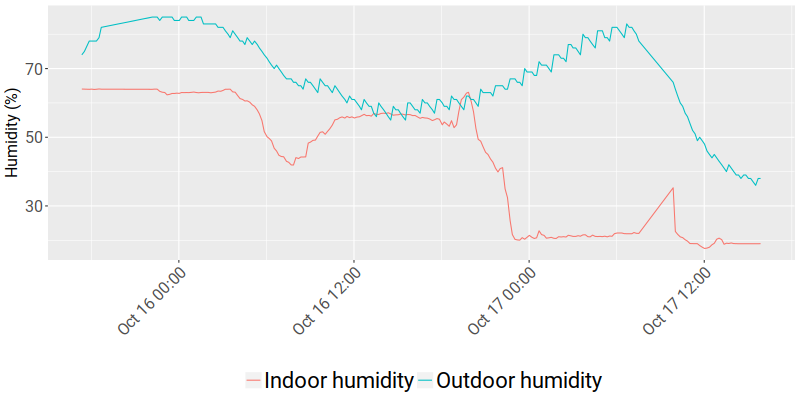 Humidity (%)
70
50
30
Oct 16 00:00
Oct 16 12:00
Oct 17 00:00
Oct 17 12:00
Indoor humidity
Outdoor humidity